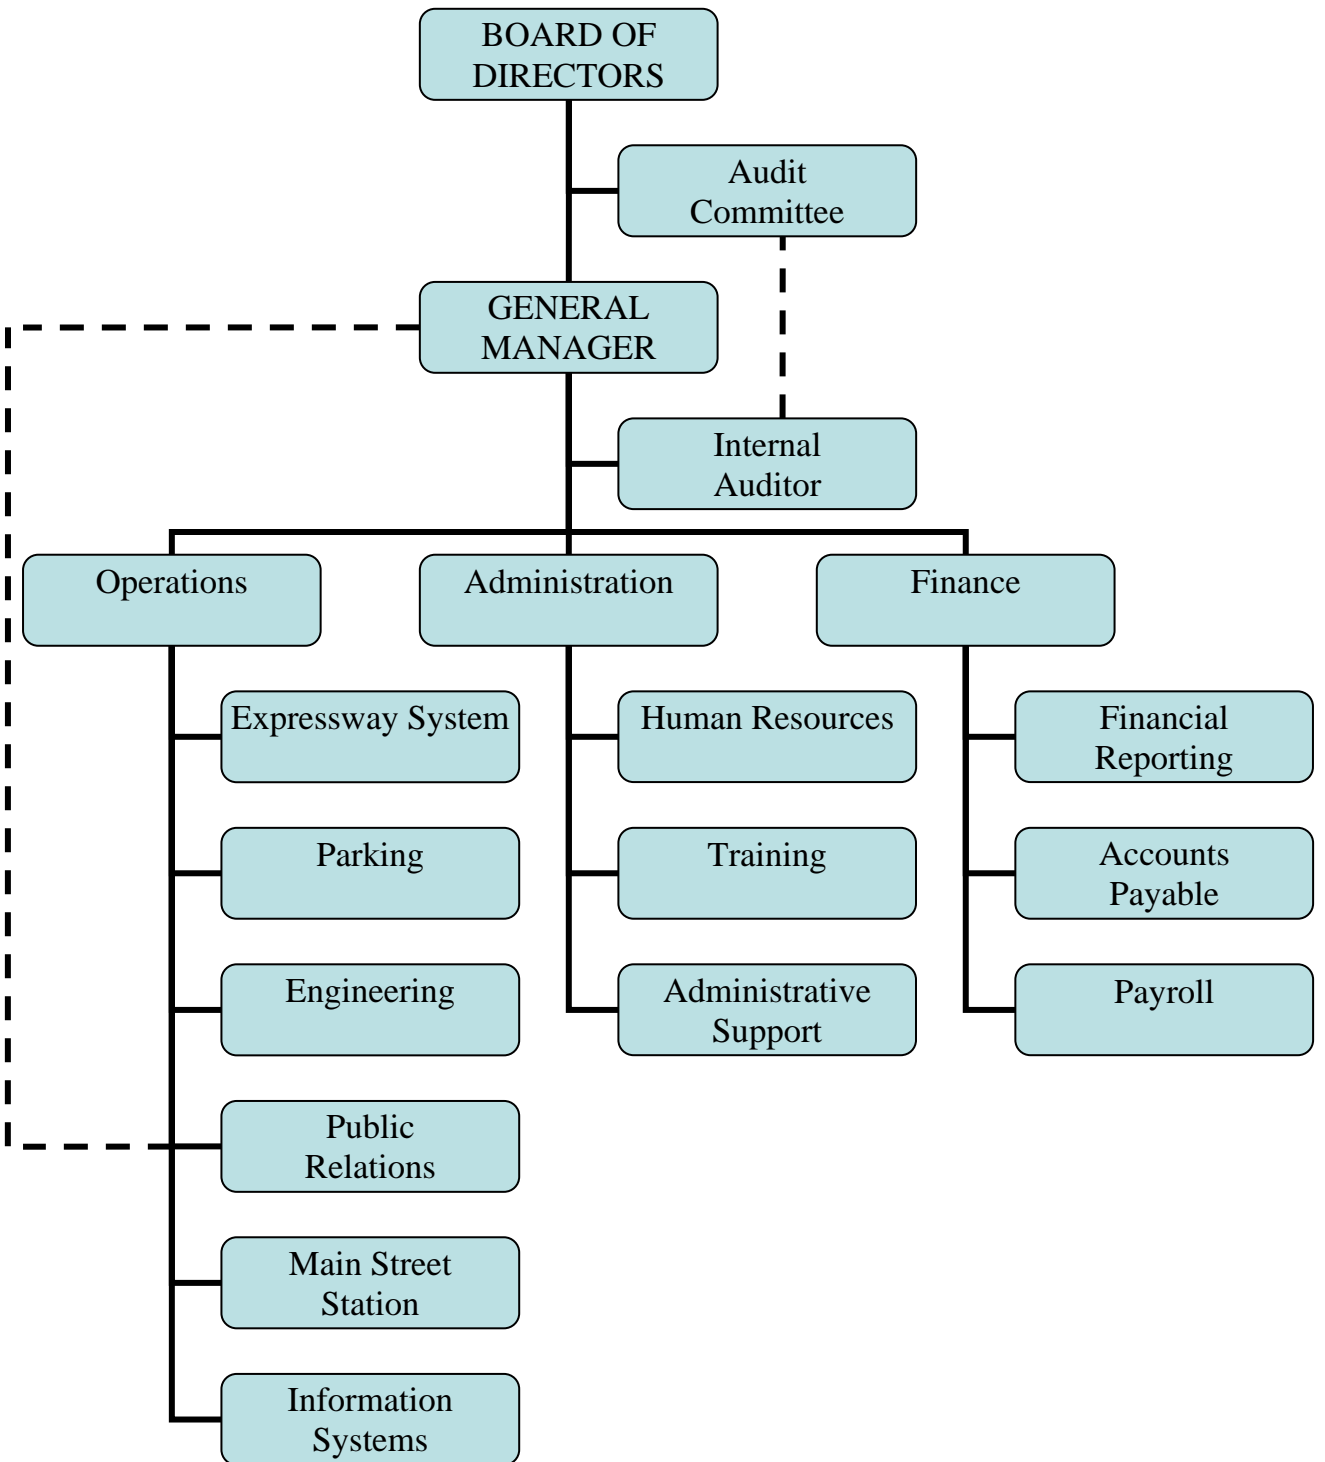 BOARD OF
DIRECTORS
Audit
Committee
GENERAL
MANAGER
Internal
Auditor
Operations
Administration
Finance
Expressway System
Human Resources
Financial
Reporting
Parking
Training
Accounts
Payable
Engineering
Administrative
Support
Payroll
Public
Relations
Main Street
Station
Information
Systems